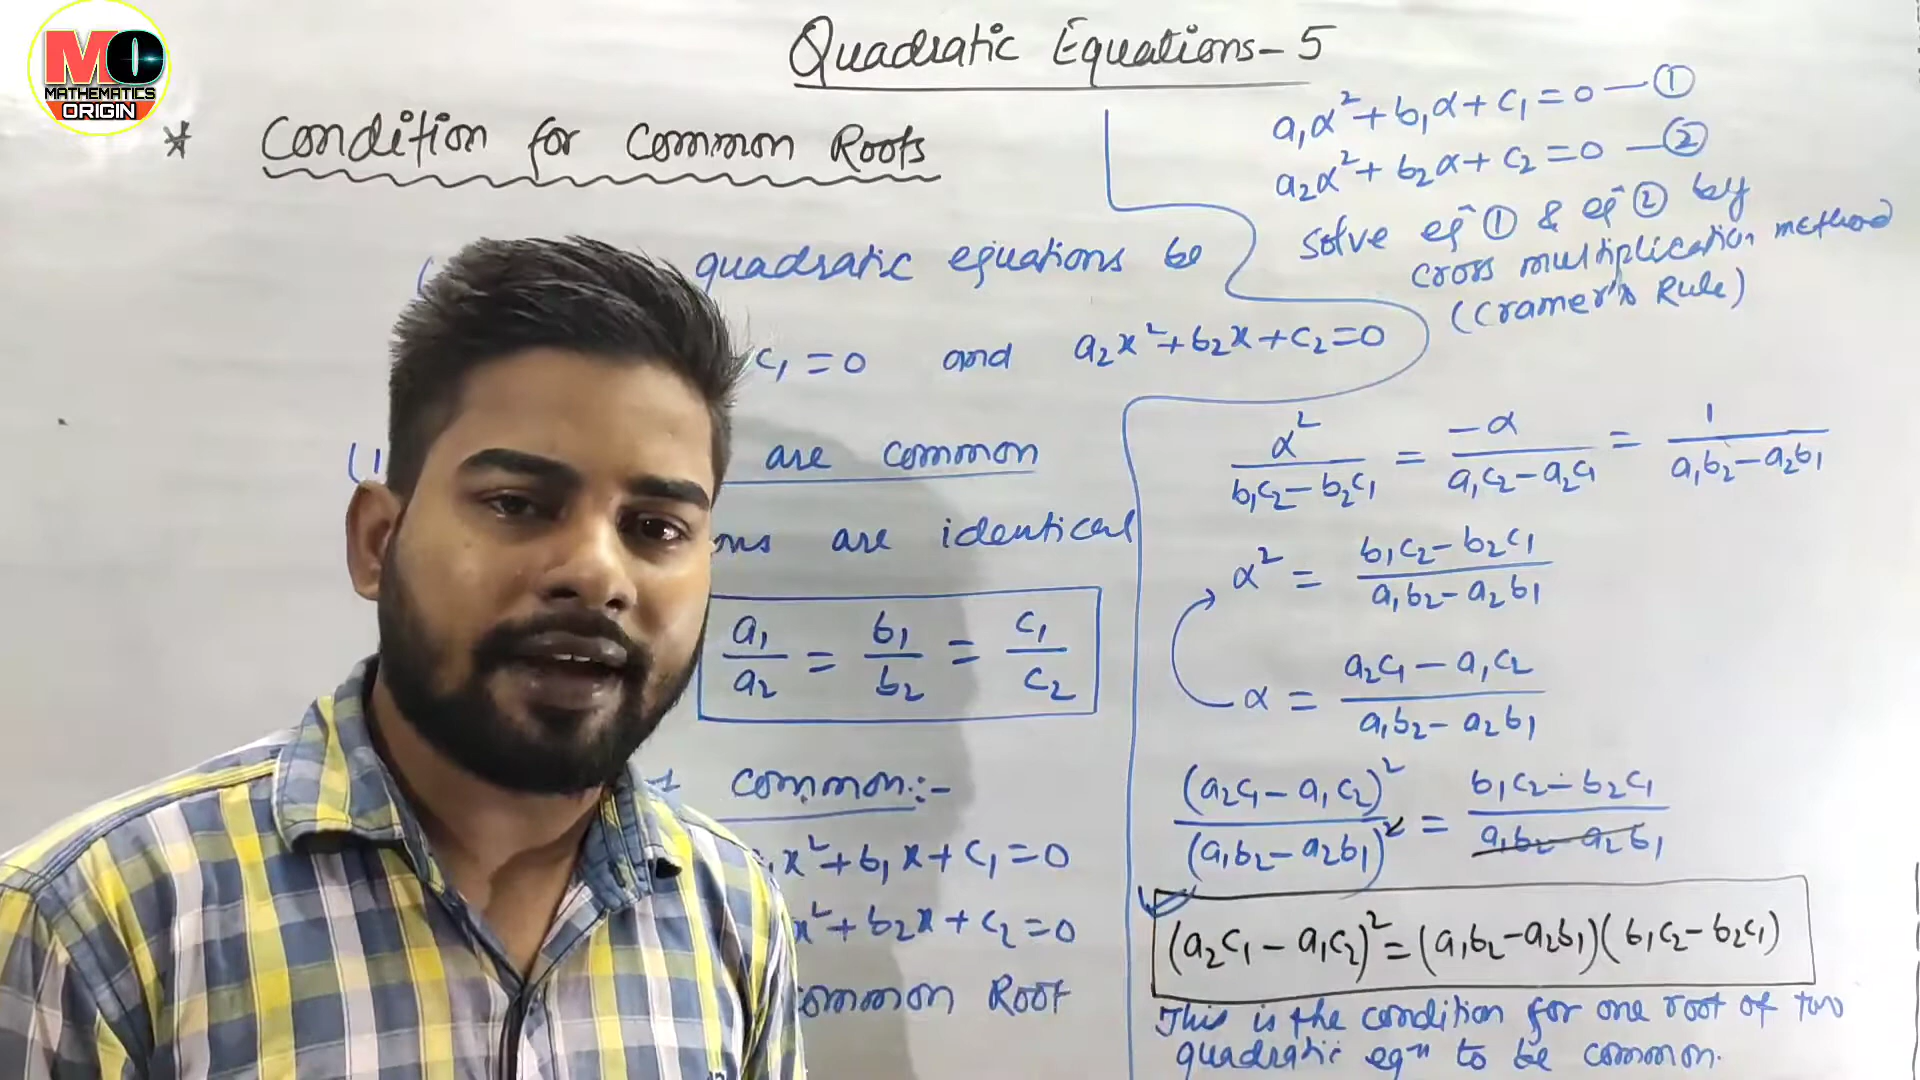 MO
MATHEMATICS
ORIGIN
Quadratic Equations-5
* Condition for Common Roots
quadratic equations be
c₁ = 0 and a₂x²+b₂x+c₂=0
are common
are identical
a₁/a₂ = b₁/b₂ = c₁/c₂
common:-
x²+b₁x+c₁=0
x²+b₂x+c₂=0
Root
a₁α²+b₁α+c₁=0 —①
a₂α²+b₂α+c₂=0 —②
solve eqⁿ① & eqⁿ② by
cross multiplication method
(Cramer's Rule)
α²/(b₁c₂-b₂c₁) = -α/(a₁c₂-a₂c₁) = 1/(a₁b₂-a₂b₁)
α² = (b₁c₂-b₂c₁)/(a₁b₂-a₂b₁)
α = (a₂c₁-a₁c₂)/(a₁b₂-a₂b₁)
(a₂c₁-a₁c₂)²/(a₁b₂-a₂b₁)² = (b₁c₂-b₂c₁)/(a₁b₂-a₂b₁)
(a₂c₁-a₁c₂)²=(a₁b₂-a₂b₁)(b₁c₂-b₂c₁)
This is the condition for one root of two
quadratic eqⁿ to be common.